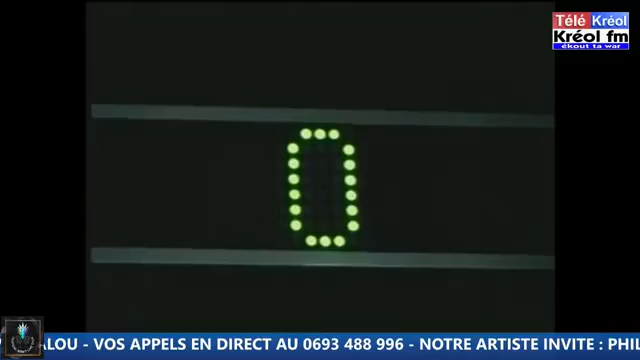 Télé Kréol
Kréol fm
ékout ta war
0
ALOU - VOS APPELS EN DIRECT AU 0693 488 996 - NOTRE ARTISTE INVITE : PHIL